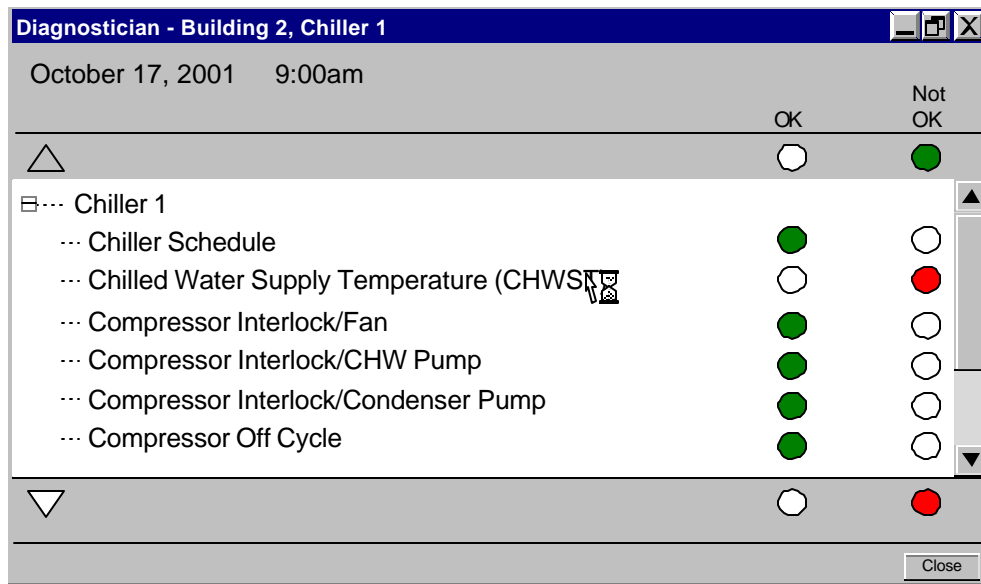 Diagnostician - Building 2, Chiller 1
October 17, 2001 9:00am
OK
Not
OK
Chiller 1
Chiller Schedule
Chilled Water Supply Temperature (CHWS
Compressor Interlock/Fan
Compressor Interlock/CHW Pump
Compressor Interlock/Condenser Pump
Compressor Off Cycle
Close